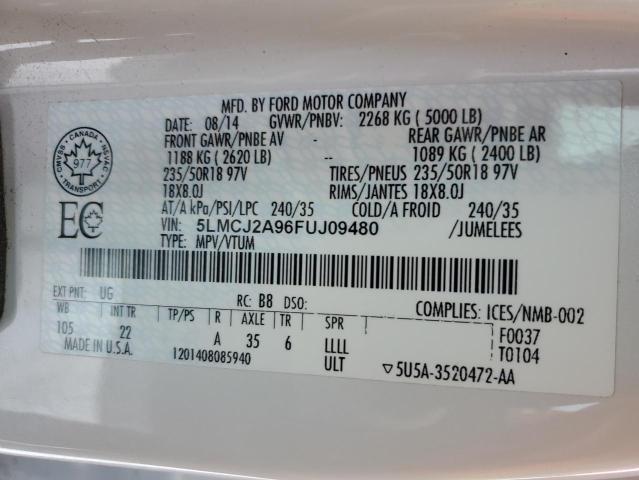 MFD. BY FORD MOTOR COMPANY
DATE: 08/14 GVWR/PNBV: 2268 KG ( 5000 LB)
FRONT GAWR/PNBE AV REAR GAWR/PNBE AR
1188 KG ( 2620 LB) -- 1089 KG ( 2400 LB)
235/50R18 97V TIRES/PNEUS 235/50R18 97V
18X8.0J RIMS/JANTES 18X8.0J
AT/A kPa/PSI/LPC 240/35 COLD/A FROID 240/35
VIN: 5LMCJ2A96FUJ09480 /JUMELEES
TYPE: MPV/VTUM
CANADA
CMVSS NSVAC
977
TRANSPORT
EC
EXT PNT: UG RC: B8 DSO: COMPLIES: ICES/NMB-002
WB INT TR TP/PS R AXLE TR SPR F0037
105 22 A 35 6 LLLL T0104
MADE IN U.S.A. 1201408085940 ULT ▽5U5A-3520472-AA